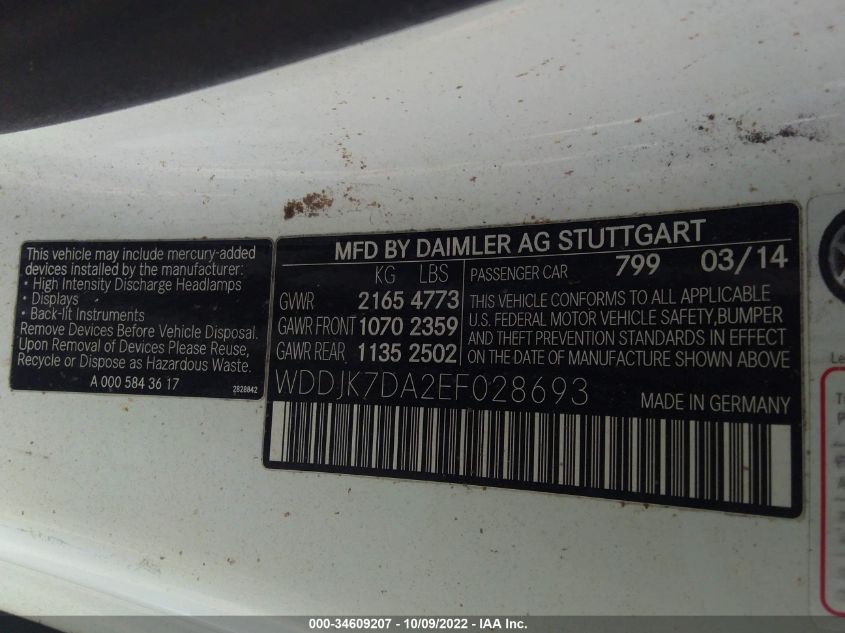 This vehicle may include mercury-added
devices installed by the manufacturer:
• High Intensity Discharge Headlamps
• Displays
• Back-lit Instruments
Remove Devices Before Vehicle Disposal.
Upon Removal of Devices Please Reuse,
Recycle or Dispose as Hazardous Waste.
A 000 584 36 17
2828842
MFD BY DAIMLER AG STUTTGART
KG LBS
GVWR 2165 4773
GAWR FRONT 1070 2359
GAWR REAR 1135 2502
PASSENGER CAR 799 03/14
THIS VEHICLE CONFORMS TO ALL APPLICABLE
U.S. FEDERAL MOTOR VEHICLE SAFETY,BUMPER
AND THEFT PREVENTION STANDARDS IN EFFECT
ON THE DATE OF MANUFACTURE SHOWN ABOVE
WDDJK7DA2EF028693
MADE IN GERMANY
000-34609207 - 10/09/2022 - IAA Inc.